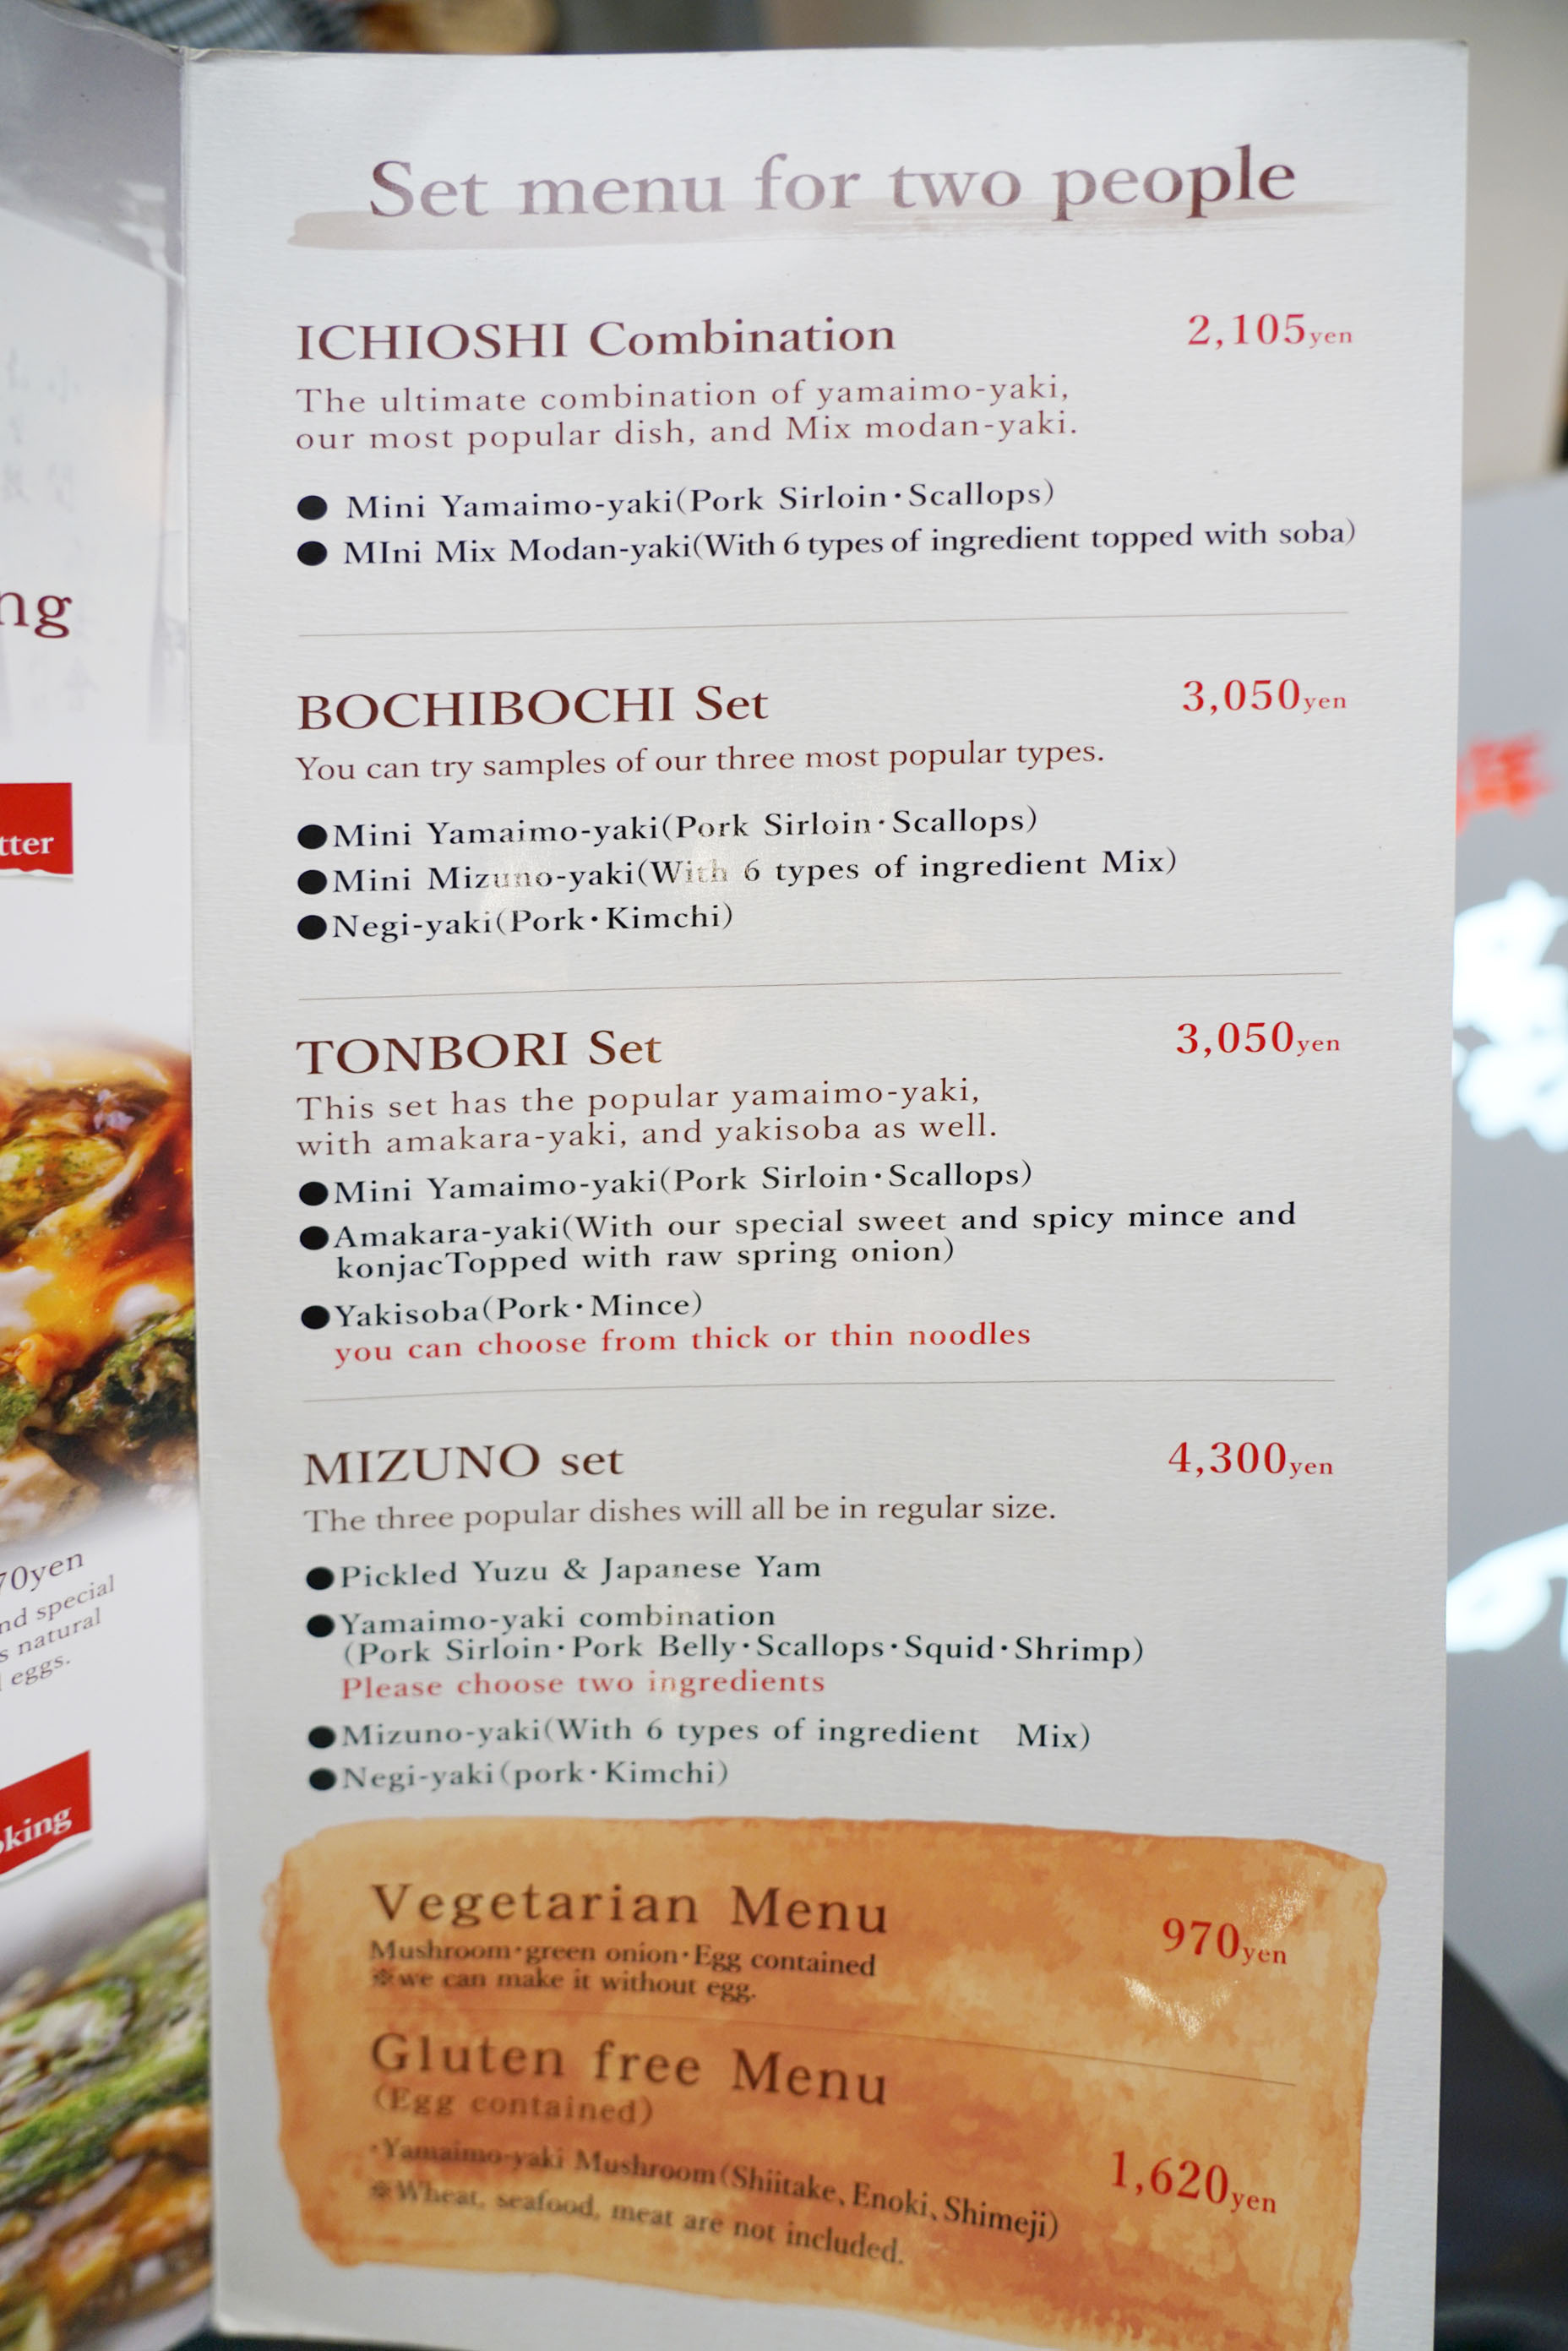 ng
tter
70yen
nd special
s natural
eggs.
king
Set menu for two people
ICHIOSHI Combination 2,105yen
The ultimate combination of yamaimo-yaki,
our most popular dish, and Mix modan-yaki.
● Mini Yamaimo-yaki(Pork Sirloin・Scallops)
● MIni Mix Modan-yaki(With 6 types of ingredient topped with soba)
BOCHIBOCHI Set 3,050yen
You can try samples of our three most popular types.
●Mini Yamaimo-yaki(Pork Sirloin・Scallops)
●Mini Mizuno-yaki(With 6 types of ingredient Mix)
●Negi-yaki(Pork・Kimchi)
TONBORI Set 3,050yen
This set has the popular yamaimo-yaki,
with amakara-yaki, and yakisoba as well.
●Mini Yamaimo-yaki(Pork Sirloin・Scallops)
●Amakara-yaki(With our special sweet and spicy mince and
konjacTopped with raw spring onion)
●Yakisoba(Pork・Mince)
you can choose from thick or thin noodles
MIZUNO set 4,300yen
The three popular dishes will all be in regular size.
●Pickled Yuzu & Japanese Yam
●Yamaimo-yaki combination
(Pork Sirloin・Pork Belly・Scallops・Squid・Shrimp)
Please choose two ingredients
●Mizuno-yaki(With 6 types of ingredient Mix)
●Negi-yaki(pork・Kimchi)
Vegetarian Menu 970yen
Mushroom・green onion・Egg contained
※we can make it without egg.
Gluten free Menu
(Egg contained)
・Yamaimo-yaki Mushroom(Shiitake、Enoki、Shimeji) 1,620yen
※Wheat, seafood, meat are not included.